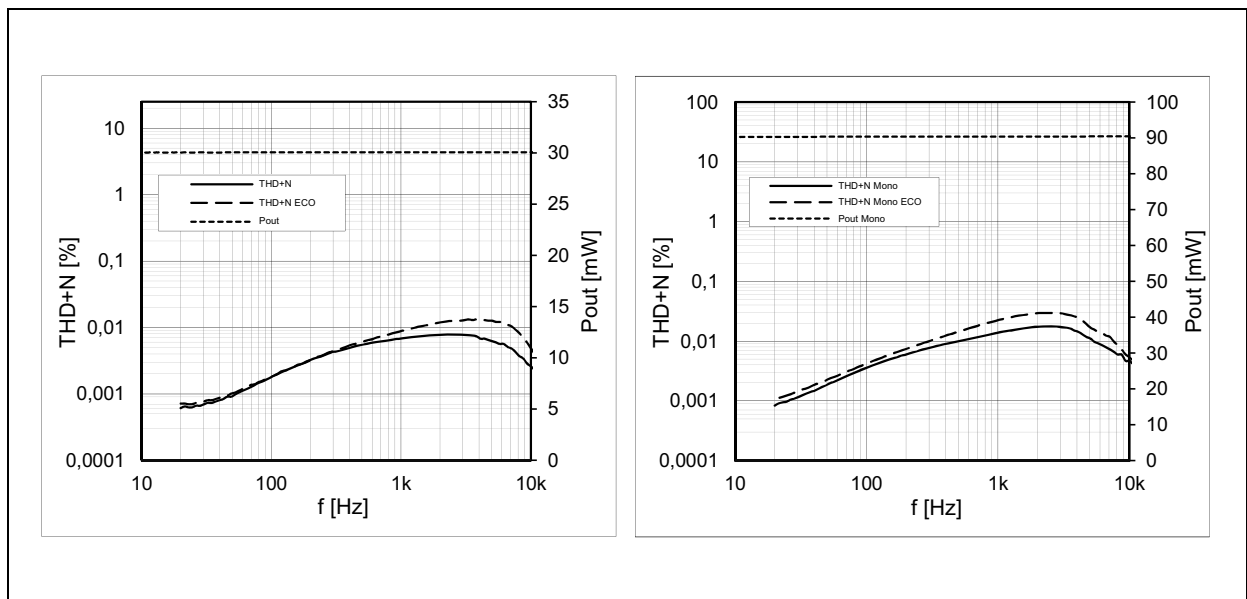 35
10
30
THD+N
THD+N ECO
Pout
1
25
20
0,1
15
0,01
10
0,001
5
0,0001
0
10
100
1k
10k
THD+N [%]
Pout [mW]
f [Hz]
100
100
90
10
80
THD+N Mono
THD+N Mono ECO
Pout Mono
70
1
60
0,1
50
40
0,01
30
20
0,001
10
0,0001
0
10
100
1k
10k
THD+N [%]
Pout [mW]
f [Hz]